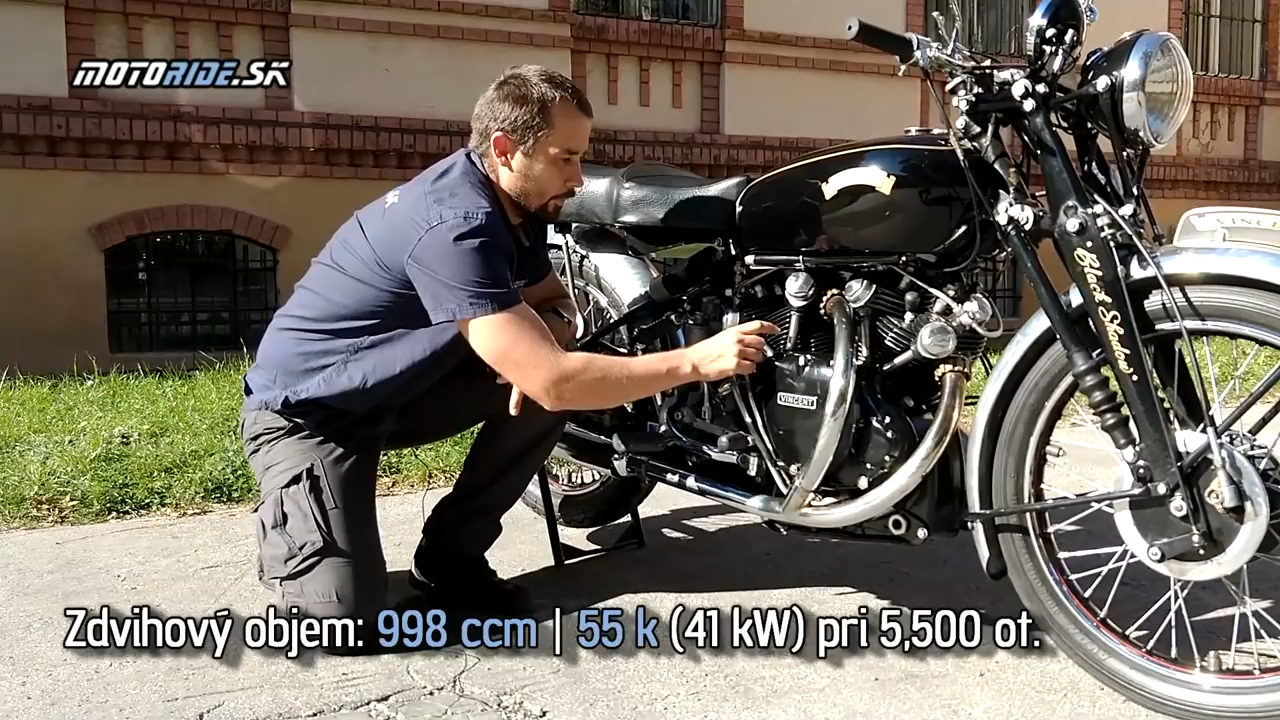 MOTORIDE.SK
VINCENT
Black Shadow
Zdvihový objem: 998 ccm | 55 k (41 kW) pri 5,500 ot.